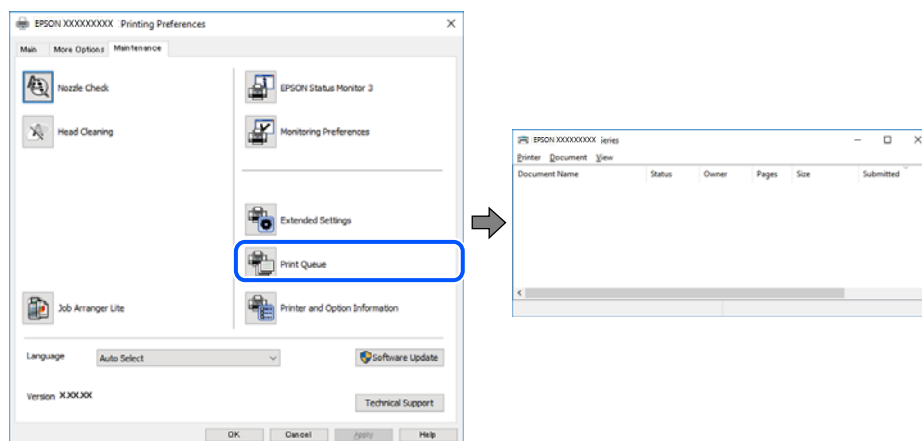 EPSON XXXXXXXXX Printing Preferences
Main More Options Maintenance
Nozzle Check
EPSON Status Monitor 3
Head Cleaning
Monitoring Preferences
Extended Settings
Print Queue
Job Arranger Lite
Printer and Option Information
Language Auto Select Software Update
Version X.XX.XX
Technical Support
OK Cancel Apply Help
EPSON XXXXXXXXX ieries
Printer Document View
Document Name Status Owner Pages Size Submitted